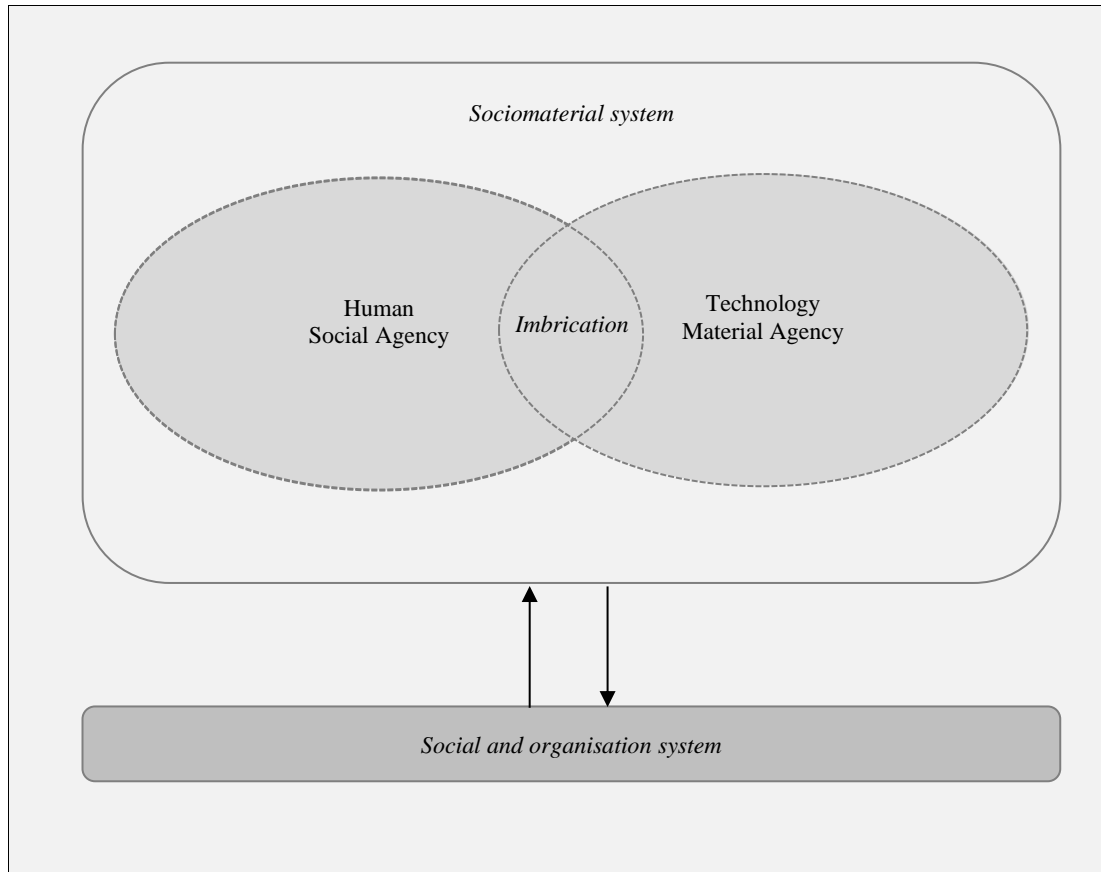 Sociomaterial system
Human
Social Agency
Imbrication
Technology
Material Agency
Social and organisation system